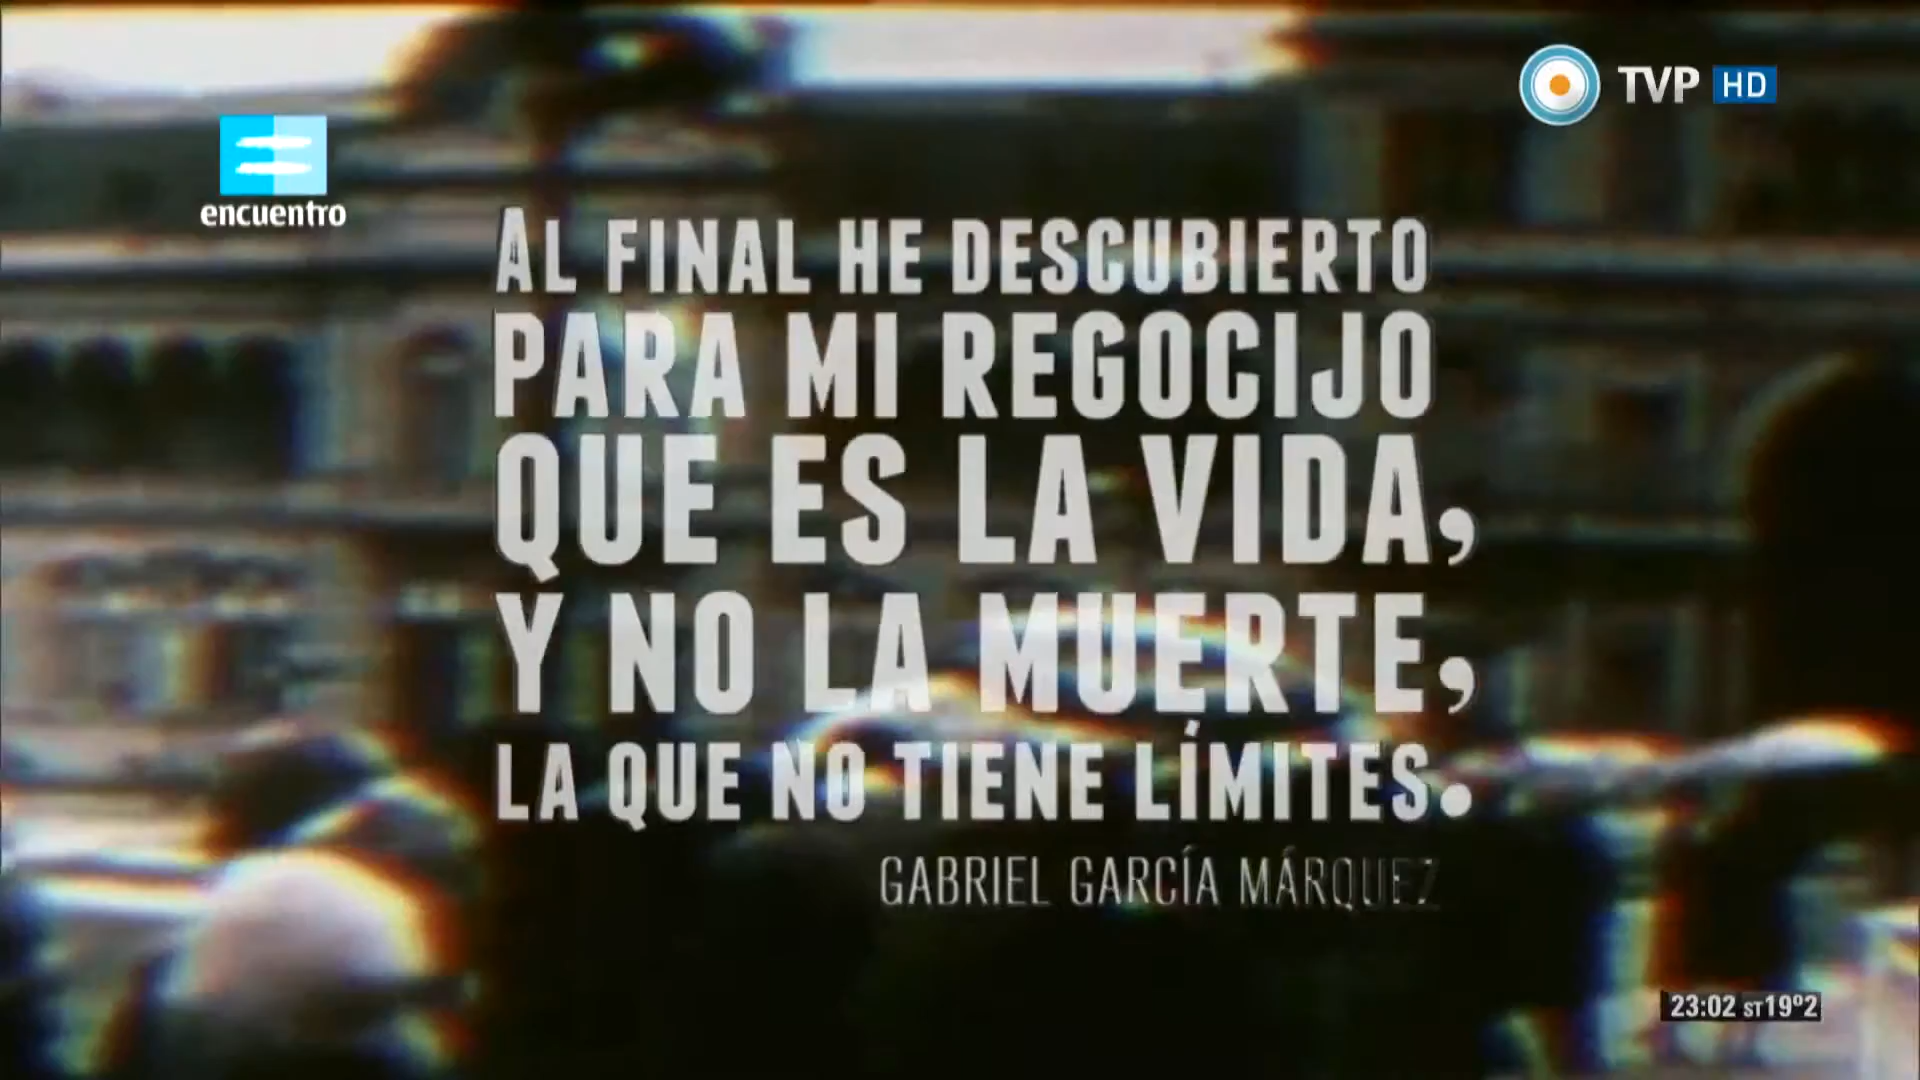 TVP HD
encuentro
AL FINAL HE DESCUBIERTO
PARA MI REGOCIJO
QUE ES LA VIDA,
Y NO LA MUERTE,
LA QUE NO TIENE LÍMITES.
GABRIEL GARCÍA MÁRQUEZ
23:02 ST19º2